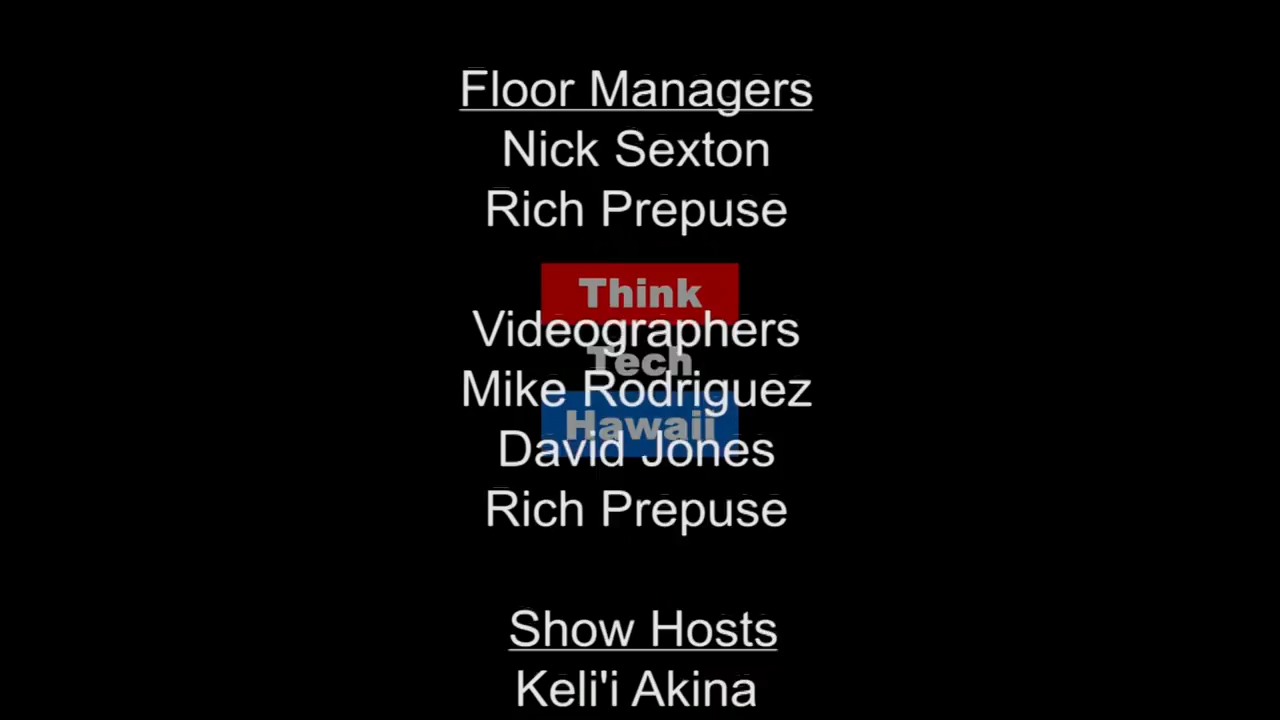 Floor Managers
Nick Sexton
Rich Prepuse
Think
Videographers
Tech
Mike Rodriguez
Hawaii
David Jones
Rich Prepuse
Show Hosts
Keli'i Akina